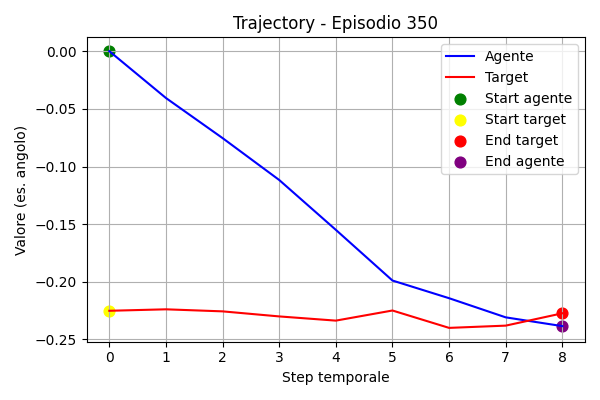 Trajectory - Episodio 350
0.00
−0.05
−0.10
−0.15
−0.20
−0.25
Valore (es. angolo)
Agente
Target
Start agente
Start target
End target
End agente
0 1 2 3 4 5 6 7 8
Step temporale